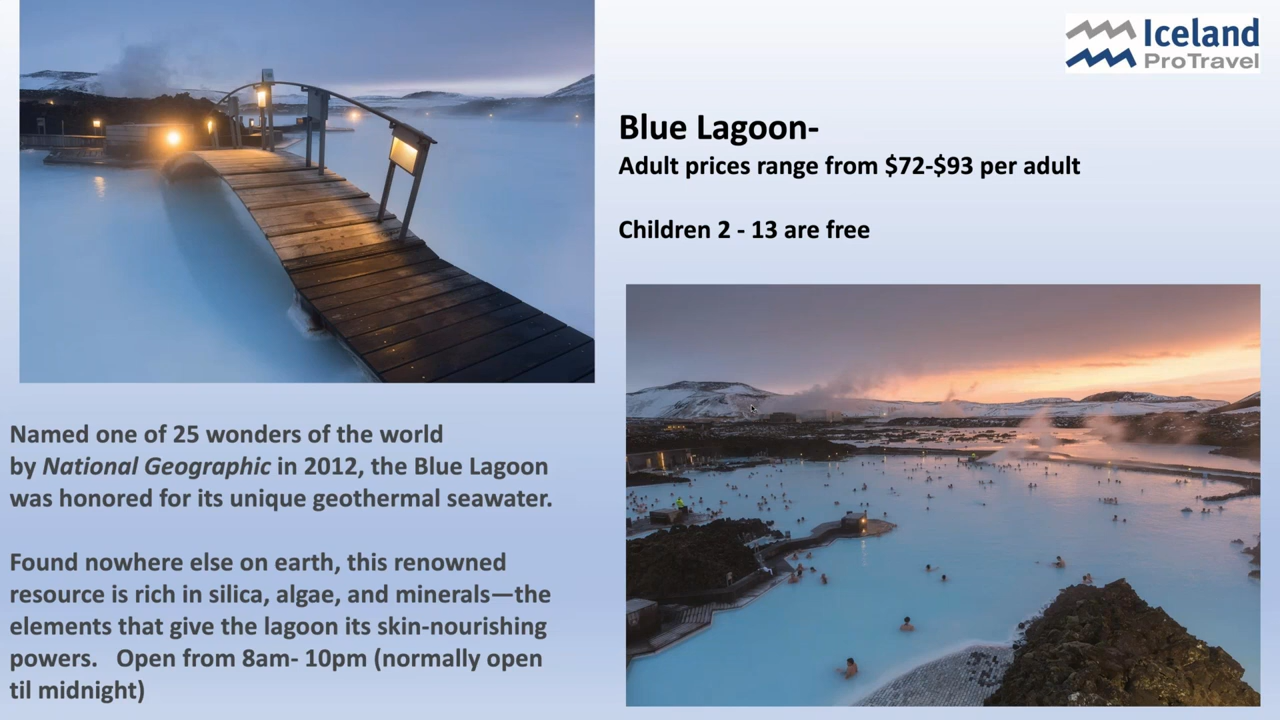 Iceland
ProTravel
Blue Lagoon-
Adult prices range from $72-$93 per adult
Children 2 - 13 are free
Named one of 25 wonders of the world
by National Geographic in 2012, the Blue Lagoon
was honored for its unique geothermal seawater.
Found nowhere else on earth, this renowned
resource is rich in silica, algae, and minerals—the
elements that give the lagoon its skin-nourishing
powers.   Open from 8am- 10pm (normally open
til midnight)